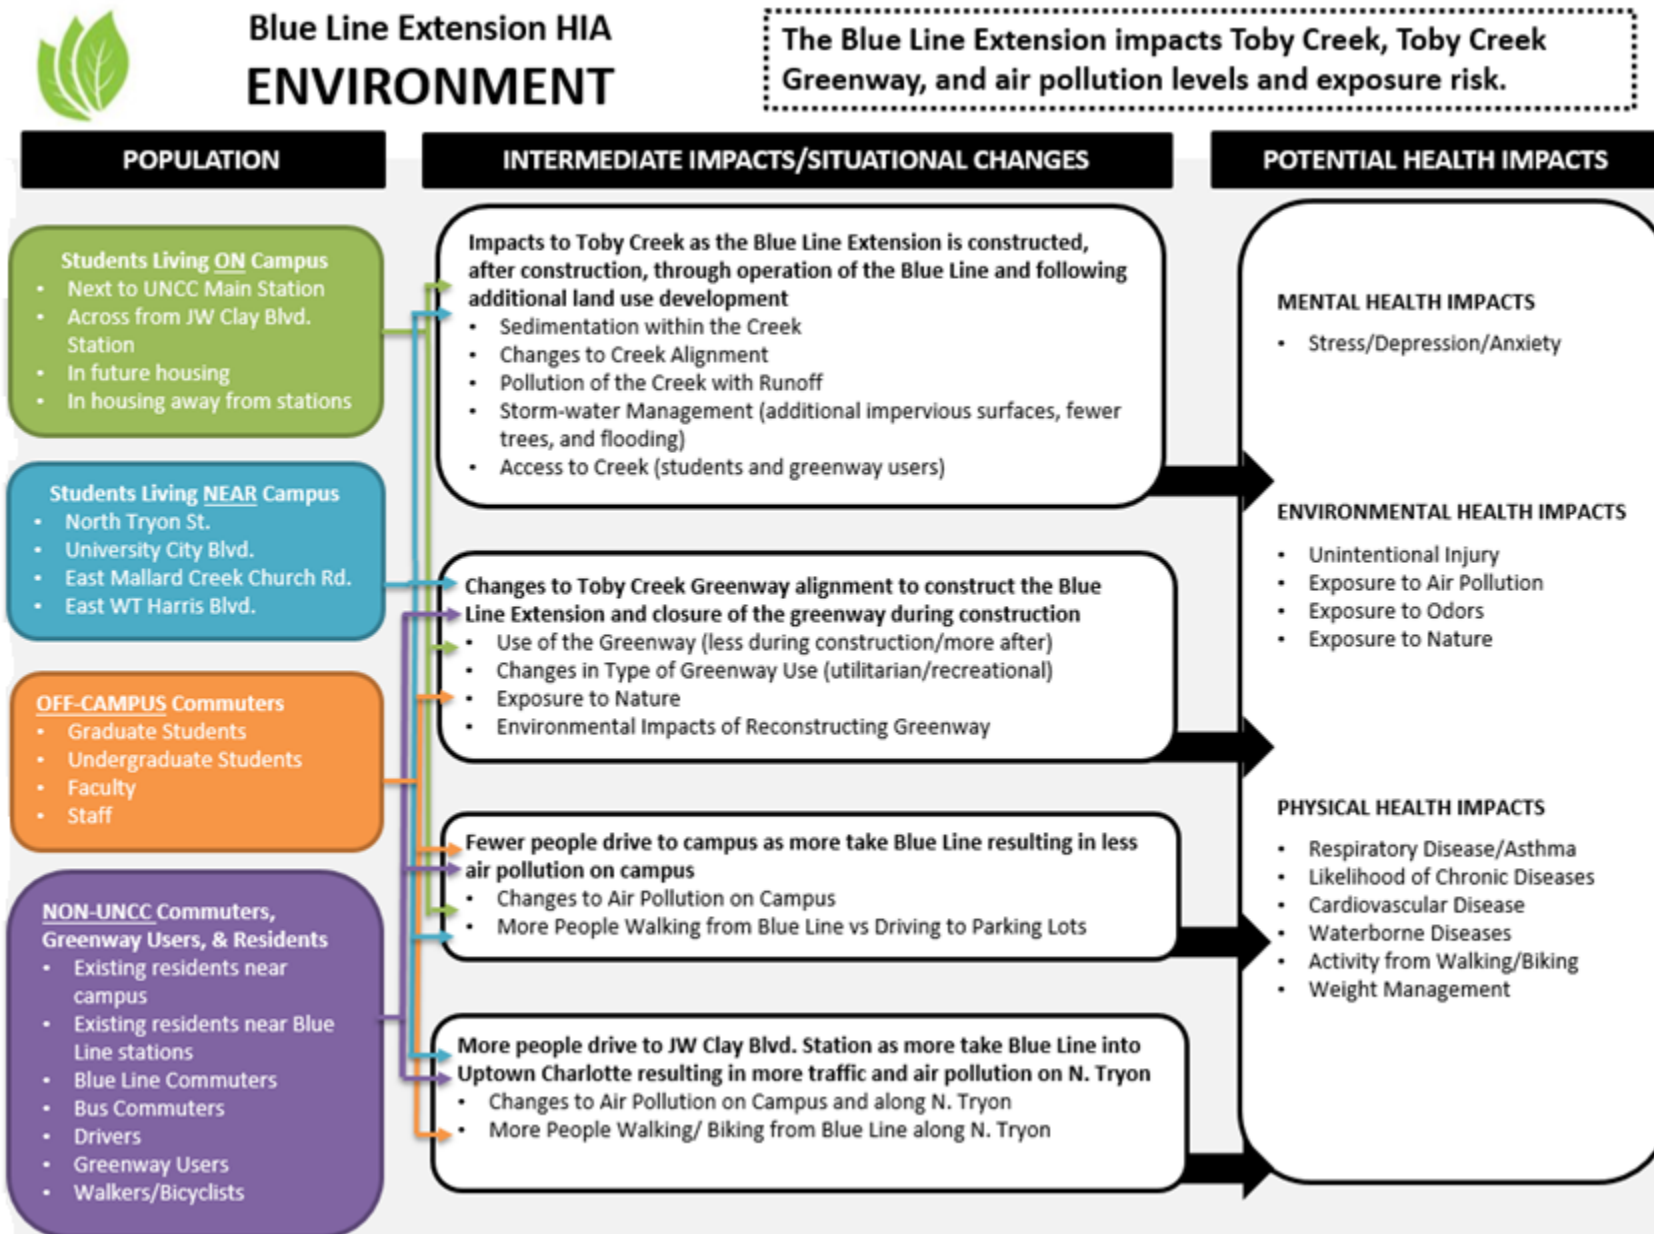 Blue Line Extension HIA
ENVIRONMENT
The Blue Line Extension impacts Toby Creek, Toby Creek
Greenway, and air pollution levels and exposure risk.
POPULATION
INTERMEDIATE IMPACTS/SITUATIONAL CHANGES
POTENTIAL HEALTH IMPACTS
Students Living ON Campus
• Next to UNCC Main Station
• Across from JW Clay Blvd.
Station
• In future housing
• In housing away from stations
Students Living NEAR Campus
• North Tryon St.
• University City Blvd.
• East Mallard Creek Church Rd.
• East WT Harris Blvd.
OFF-CAMPUS Commuters
• Graduate Students
• Undergraduate Students
• Faculty
• Staff
NON-UNCC Commuters,
Greenway Users, & Residents
• Existing residents near
campus
• Existing residents near Blue
Line stations
• Blue Line Commuters
• Bus Commuters
• Drivers
• Greenway Users
• Walkers/Bicyclists
Impacts to Toby Creek as the Blue Line Extension is constructed,
after construction, through operation of the Blue Line and following
additional land use development
• Sedimentation within the Creek
• Changes to Creek Alignment
• Pollution of the Creek with Runoff
• Storm-water Management (additional impervious surfaces, fewer
trees, and flooding)
• Access to Creek (students and greenway users)
Changes to Toby Creek Greenway alignment to construct the Blue
Line Extension and closure of the greenway during construction
• Use of the Greenway (less during construction/more after)
• Changes in Type of Greenway Use (utilitarian/recreational)
• Exposure to Nature
• Environmental Impacts of Reconstructing Greenway
Fewer people drive to campus as more take Blue Line resulting in less
air pollution on campus
• Changes to Air Pollution on Campus
• More People Walking from Blue Line vs Driving to Parking Lots
More people drive to JW Clay Blvd. Station as more take Blue Line into
Uptown Charlotte resulting in more traffic and air pollution on N. Tryon
• Changes to Air Pollution on Campus and along N. Tryon
• More People Walking/ Biking from Blue Line along N. Tryon
MENTAL HEALTH IMPACTS
• Stress/Depression/Anxiety
ENVIRONMENTAL HEALTH IMPACTS
• Unintentional Injury
• Exposure to Air Pollution
• Exposure to Odors
• Exposure to Nature
PHYSICAL HEALTH IMPACTS
• Respiratory Disease/Asthma
• Likelihood of Chronic Diseases
• Cardiovascular Disease
• Waterborne Diseases
• Activity from Walking/Biking
• Weight Management